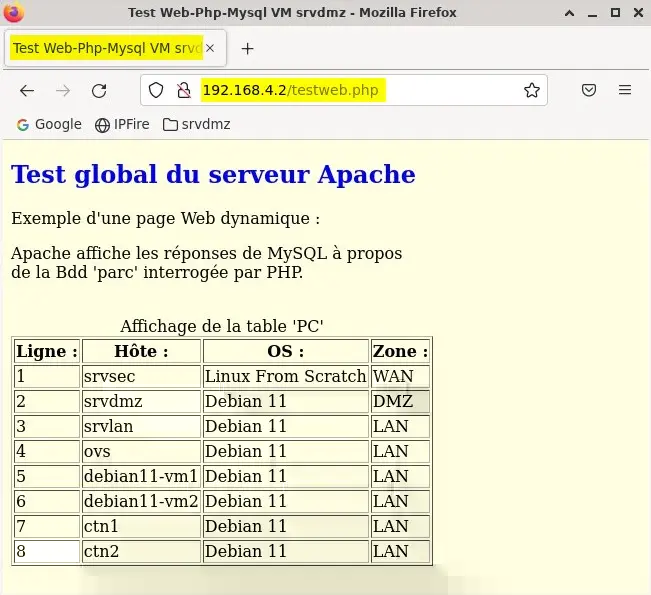 Test Web-Php-Mysql VM srvdmz - Mozilla Firefox
Test Web-Php-Mysql VM srvd
192.168.4.2/testweb.php
Google IPFire srvdmz
Test global du serveur Apache
Exemple d'une page Web dynamique :
Apache affiche les réponses de MySQL à propos
de la Bdd 'parc' interrogée par PHP.
Affichage de la table 'PC'
Ligne : Hôte : OS : Zone :
1 srvsec Linux From Scratch WAN
2 srvdmz Debian 11 DMZ
3 srvlan Debian 11 LAN
4 ovs Debian 11 LAN
5 debian11-vm1 Debian 11 LAN
6 debian11-vm2 Debian 11 LAN
7 ctn1 Debian 11 LAN
8 ctn2 Debian 11 LAN